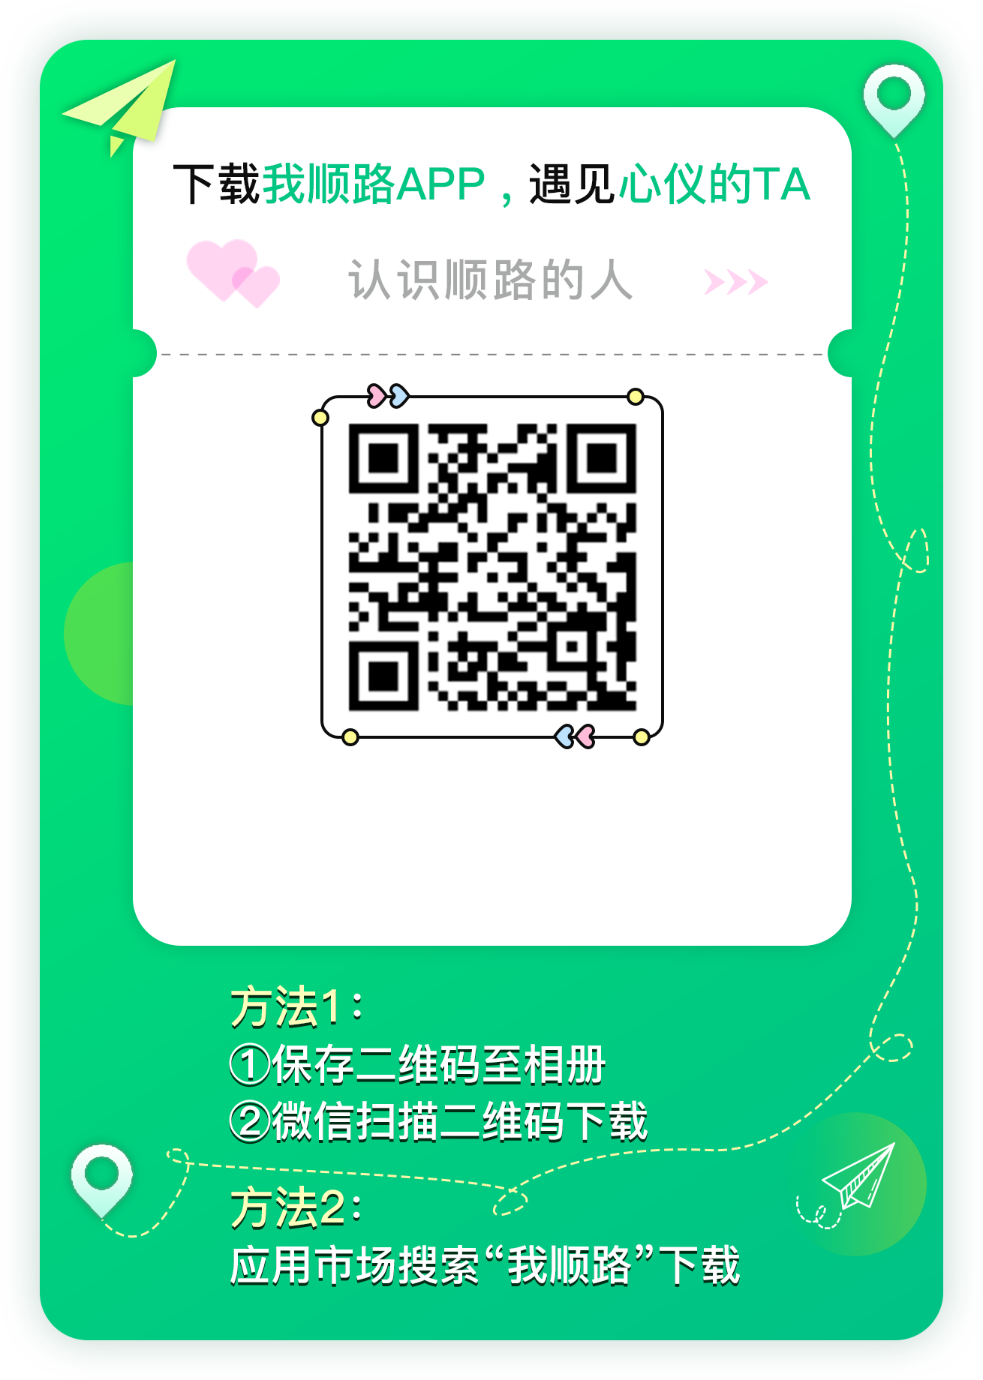 下载我顺路APP，遇见心仪的TA
认识顺路的人
方法1：
①保存二维码至相册
②微信扫描二维码下载
方法2：
应用市场搜索“我顺路”下载